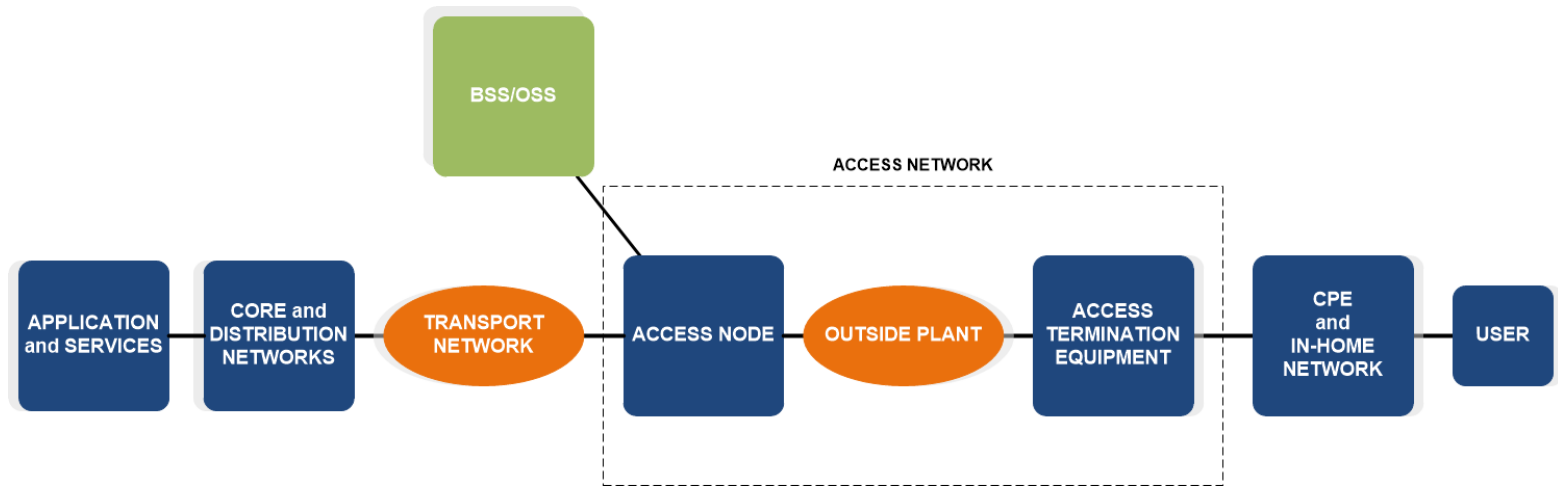 BSS/OSS
ACCESS NETWORK
APPLICATION
and SERVICES
CORE and
DISTRIBUTION
NETWORKS
TRANSPORT
NETWORK
ACCESS NODE
OUTSIDE PLANT
ACCESS
TERMINATION
EQUIPMENT
CPE
and
IN-HOME
NETWORK
USER